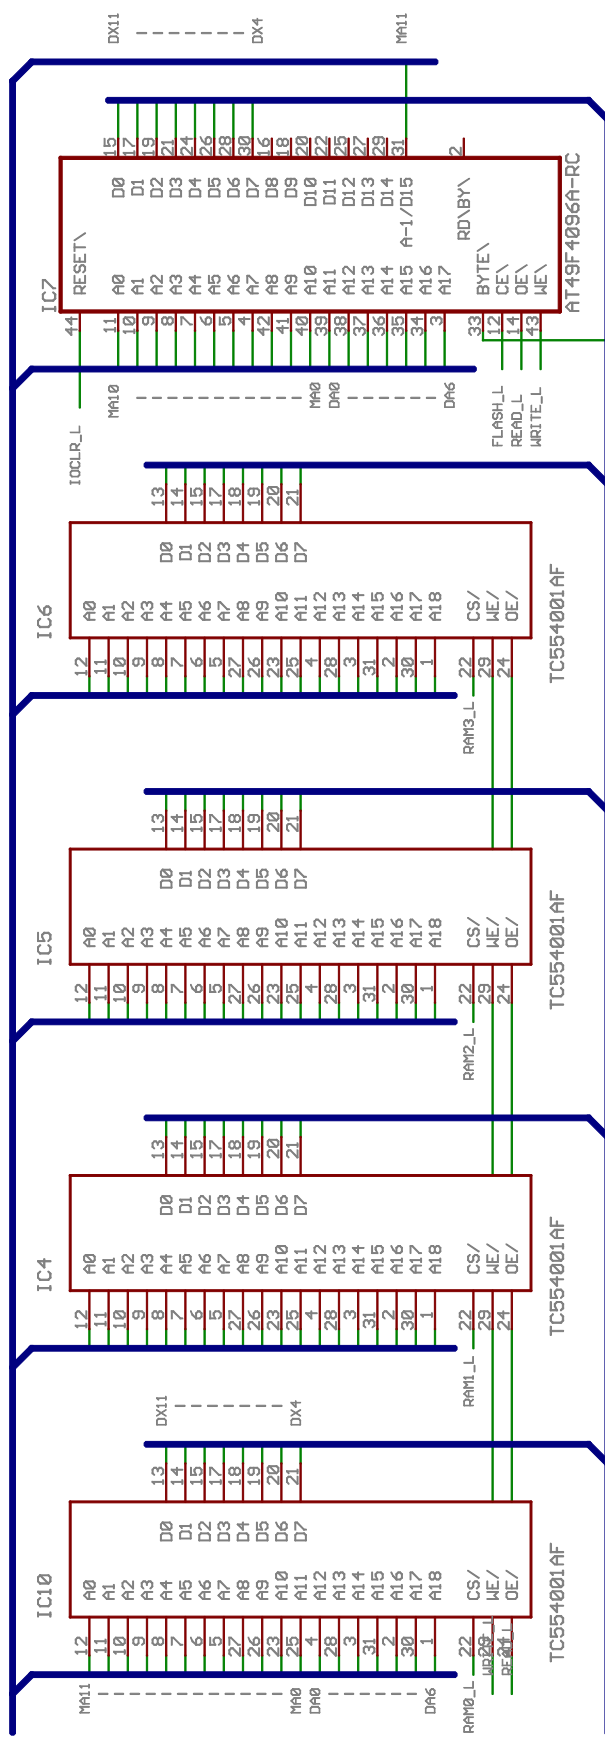 DX11
DX4
MA11
15 17 19 21 24 26 28 30 16 18 20 22 25 27 29 31 2
D0 D1 D2 D3 D4 D5 D6 D7 D8 D9 D10 D11 D12 D13 D14 A-1/D15 RD\BY\
IC7
RESET\ A0 A1 A2 A3 A4 A5 A6 A7 A8 A9 A10 A11 A12 A13 A14 A15 A16 A17 BYTE\ CE\ OE\ WE\
AT49F4096A-RC
44 11 10 9 8 7 6 5 4 42 41 40 39 38 37 36 35 34 3 33 12 14 43
IOCLR_L
MA10
MA0
DA0
DA6
FLASH_L
READ_L
WRITE_L
13 14 15 17 18 19 20 21
D0 D1 D2 D3 D4 D5 D6 D7
IC6
A0 A1 A2 A3 A4 A5 A6 A7 A8 A9 A10 A11 A12 A13 A14 A15 A16 A17 A18 CS/ WE/ OE/
TC554001AF
12 11 10 9 8 7 6 5 27 26 23 25 4 28 3 31 2 30 1 22 29 24
RAM3_L
13 14 15 17 18 19 20 21
D0 D1 D2 D3 D4 D5 D6 D7
IC5
A0 A1 A2 A3 A4 A5 A6 A7 A8 A9 A10 A11 A12 A13 A14 A15 A16 A17 A18 CS/ WE/ OE/
TC554001AF
12 11 10 9 8 7 6 5 27 26 23 25 4 28 3 31 2 30 1 22 29 24
RAM2_L
13 14 15 17 18 19 20 21
D0 D1 D2 D3 D4 D5 D6 D7
IC4
A0 A1 A2 A3 A4 A5 A6 A7 A8 A9 A10 A11 A12 A13 A14 A15 A16 A17 A18 CS/ WE/ OE/
TC554001AF
12 11 10 9 8 7 6 5 27 26 23 25 4 28 3 31 2 30 1 22 29 24
RAM1_L
DX11
DX4
13 14 15 17 18 19 20 21
D0 D1 D2 D3 D4 D5 D6 D7
IC10
A0 A1 A2 A3 A4 A5 A6 A7 A8 A9 A10 A11 A12 A13 A14 A15 A16 A17 A18 CS/ WE/ OE/
TC554001AF
12 11 10 9 8 7 6 5 27 26 23 25 4 28 3 31 2 30 1 22 29 24
MA11
MA0
DA0
DA6
RAM0_L
WRITE_L
READ_L